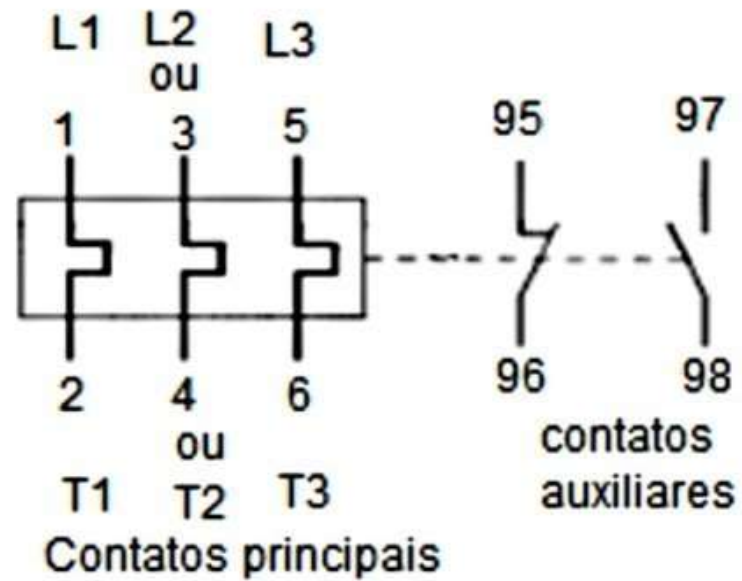 L1 L2 L3
ou
1 3 5 95 97
2 4 6 96 98
ou
T1 T2 T3
contatos
auxiliares
Contatos principais